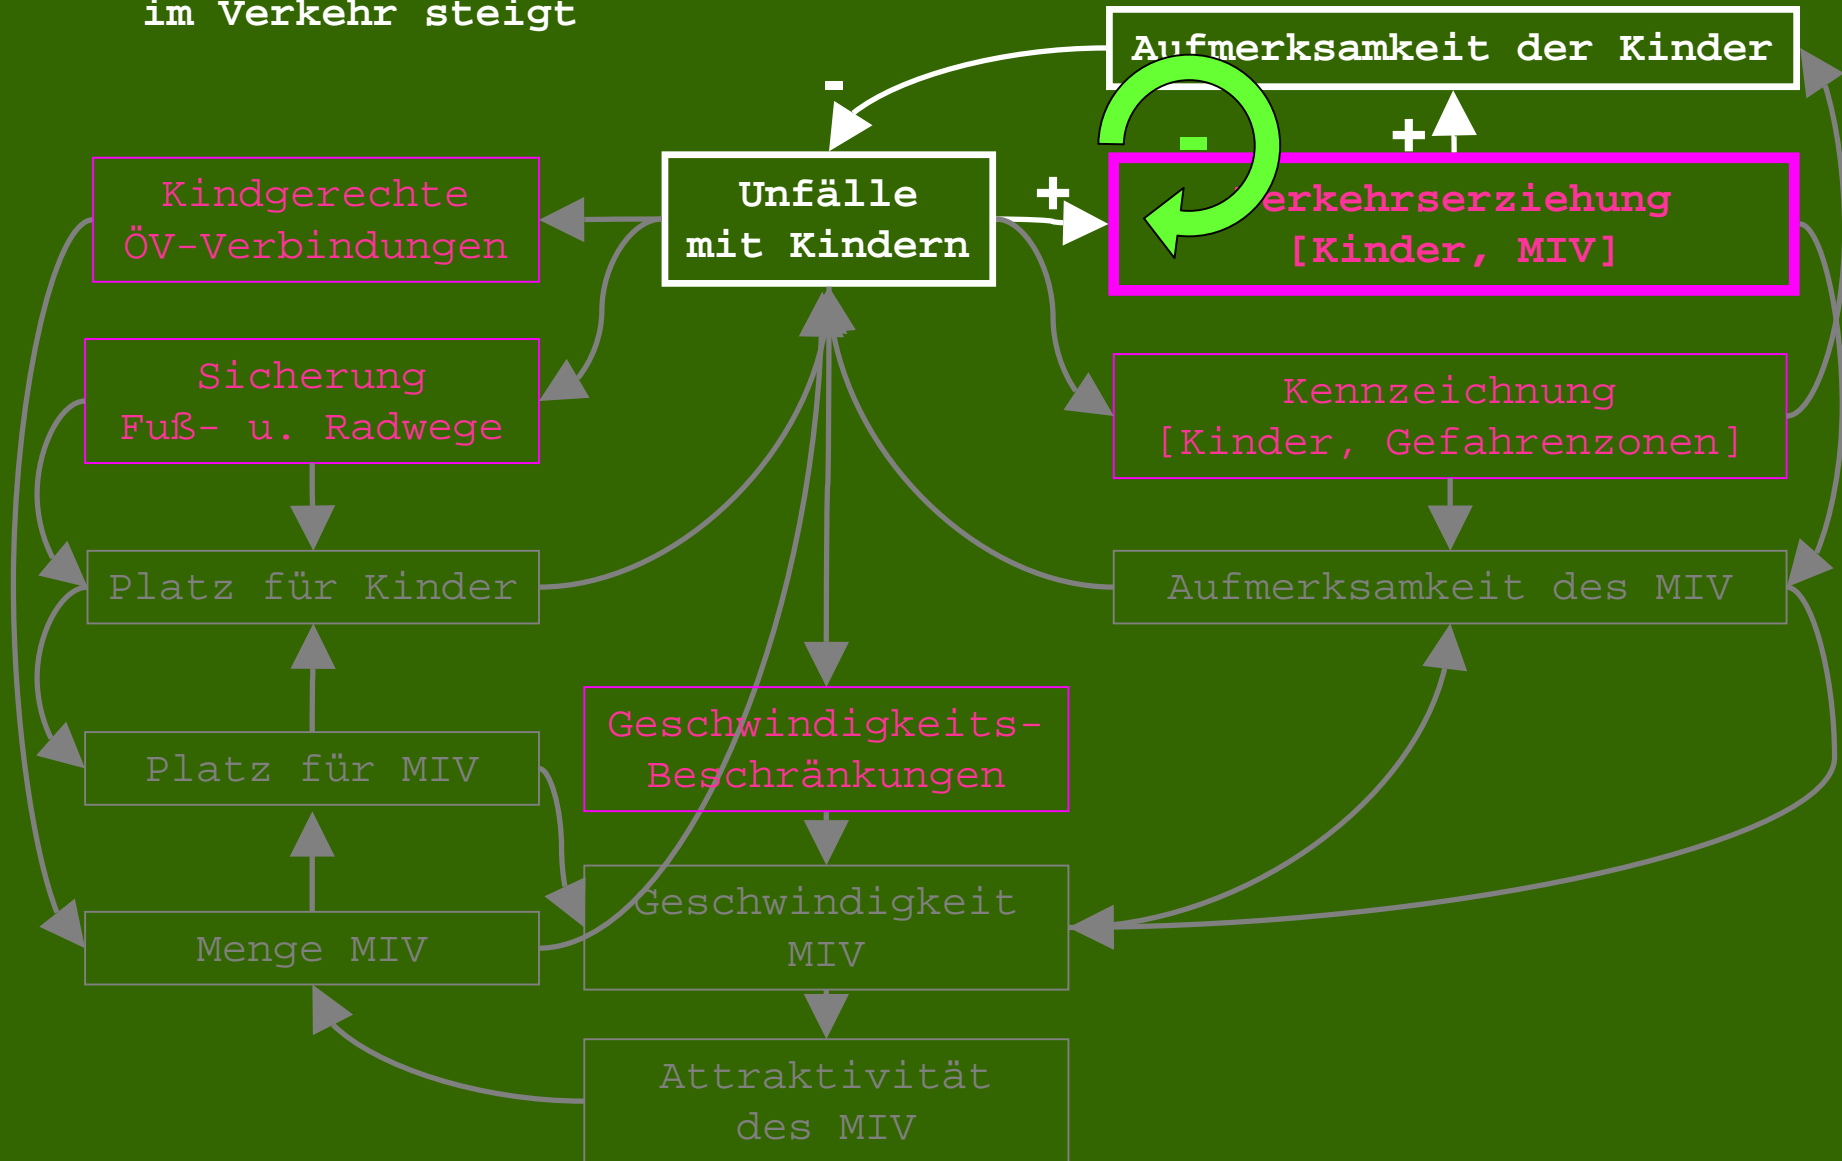 im Verkehr steigt
Aufmerksamkeit der Kinder
-
-
+
Kindgerechte
ÖV-Verbindungen
Unfälle
mit Kindern
+
erkehrserziehung
[Kinder, MIV]
Sicherung
Fuß- u. Radwege
Kennzeichnung
[Kinder, Gefahrenzonen]
Platz für Kinder
Aufmerksamkeit des MIV
Geschwindigkeits-
Beschränkungen
Platz für MIV
Geschwindigkeit
MIV
Menge MIV
Attraktivität
des MIV